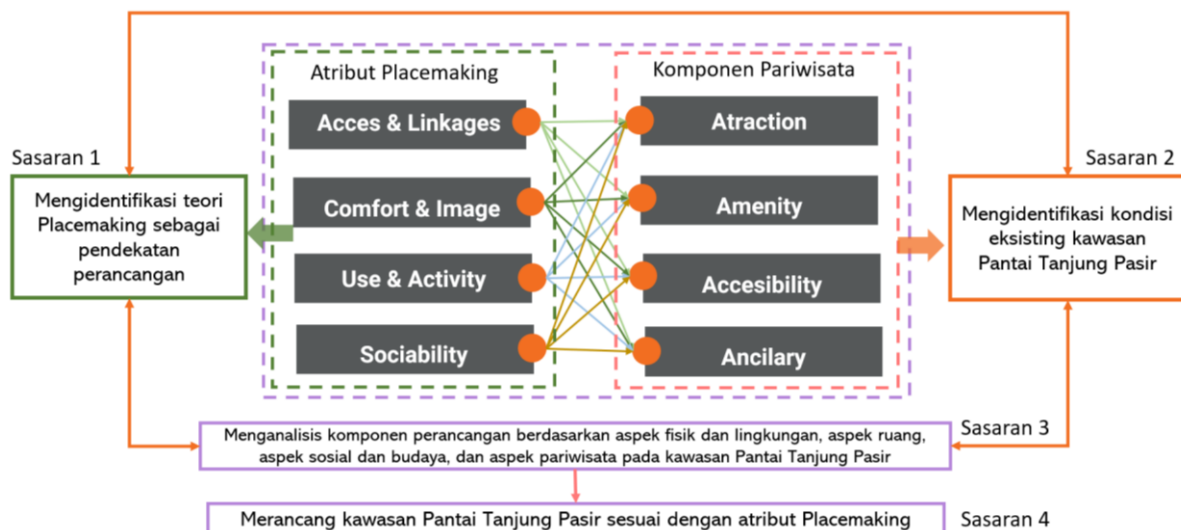 Atribut Placemaking
Komponen Pariwisata
Acces & Linkages
Atraction
Sasaran 1
Sasaran 2
Mengidentifikasi teori
Placemaking sebagai
pendekatan
perancangan
Comfort & Image
Amenity
Mengidentifikasi kondisi
eksisting kawasan
Pantai Tanjung Pasir
Use & Activity
Accesibility
Sociability
Ancilary
Sasaran 3
Menganalisis komponen perancangan berdasarkan aspek fisik dan lingkungan, aspek ruang,
aspek sosial dan budaya, dan aspek pariwisata pada kawasan Pantai Tanjung Pasir
Merancang kawasan Pantai Tanjung Pasir sesuai dengan atribut Placemaking
Sasaran 4